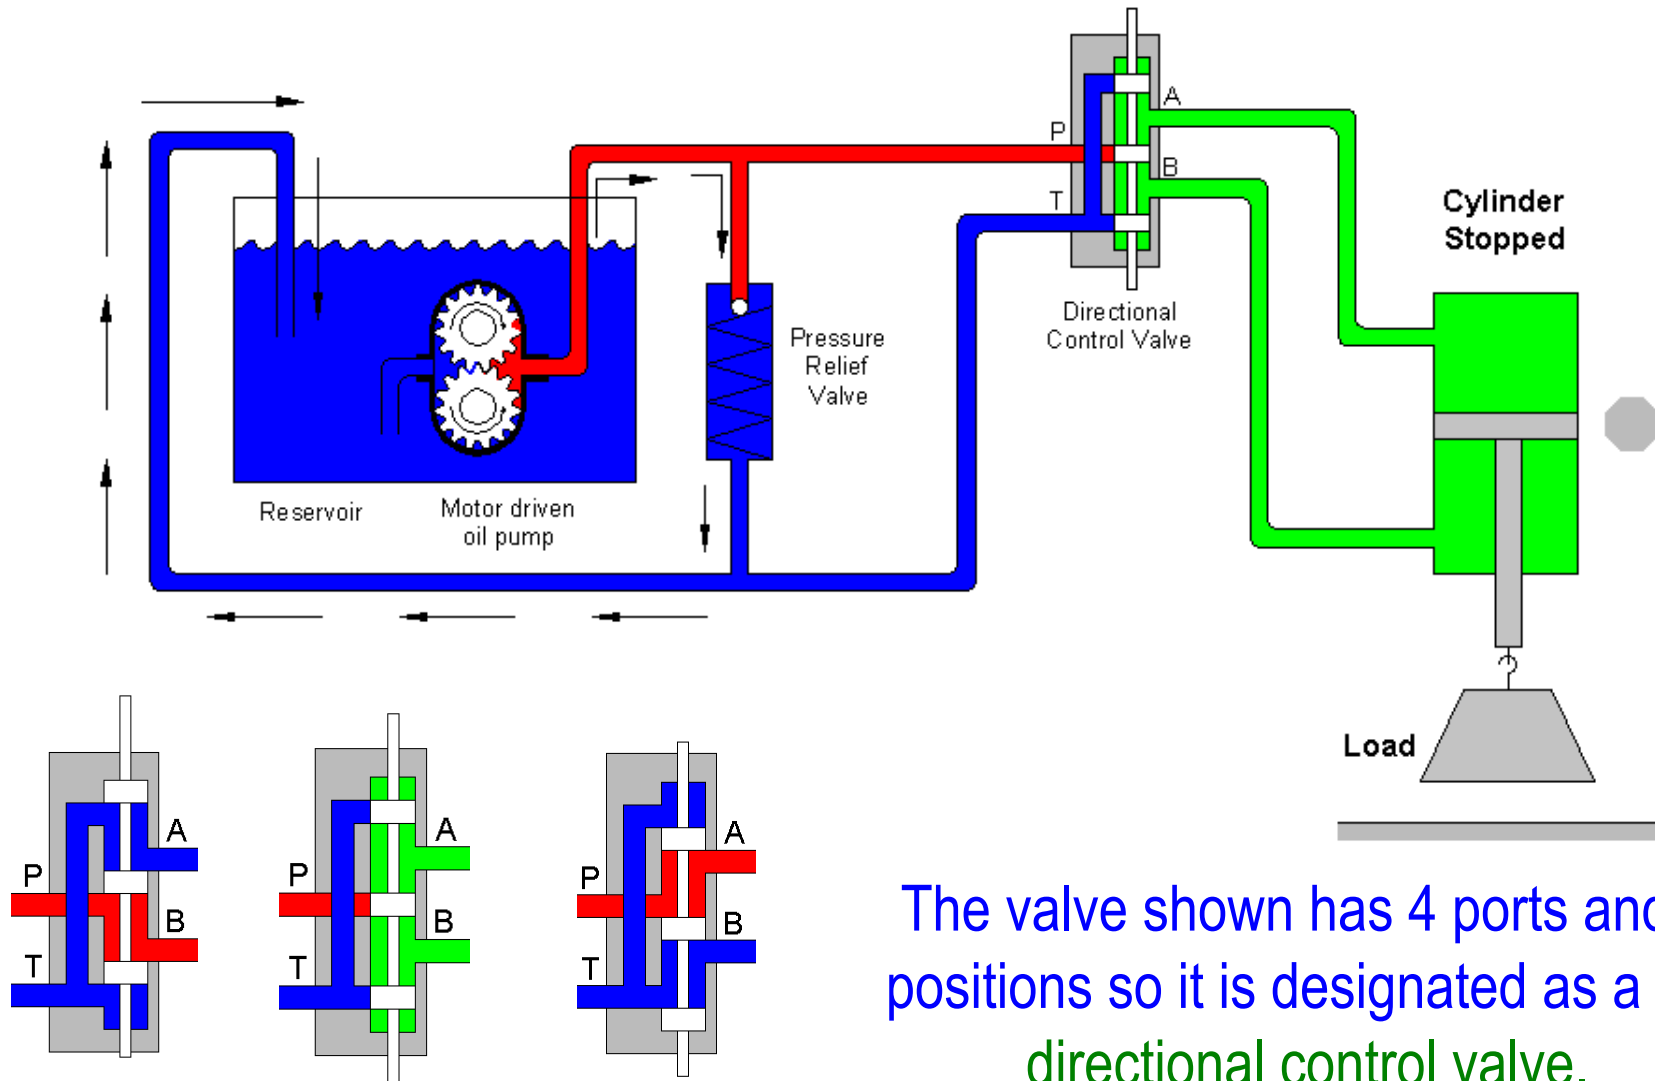 A
P
B
T
Cylinder
Stopped
Directional
Control Valve
Pressure
Relief
Valve
Reservoir
Motor driven
oil pump
Load
A
P
B
T
A
P
B
T
A
P
B
T
The valve shown has 4 ports and
positions so it is designated as a
directional control valve.